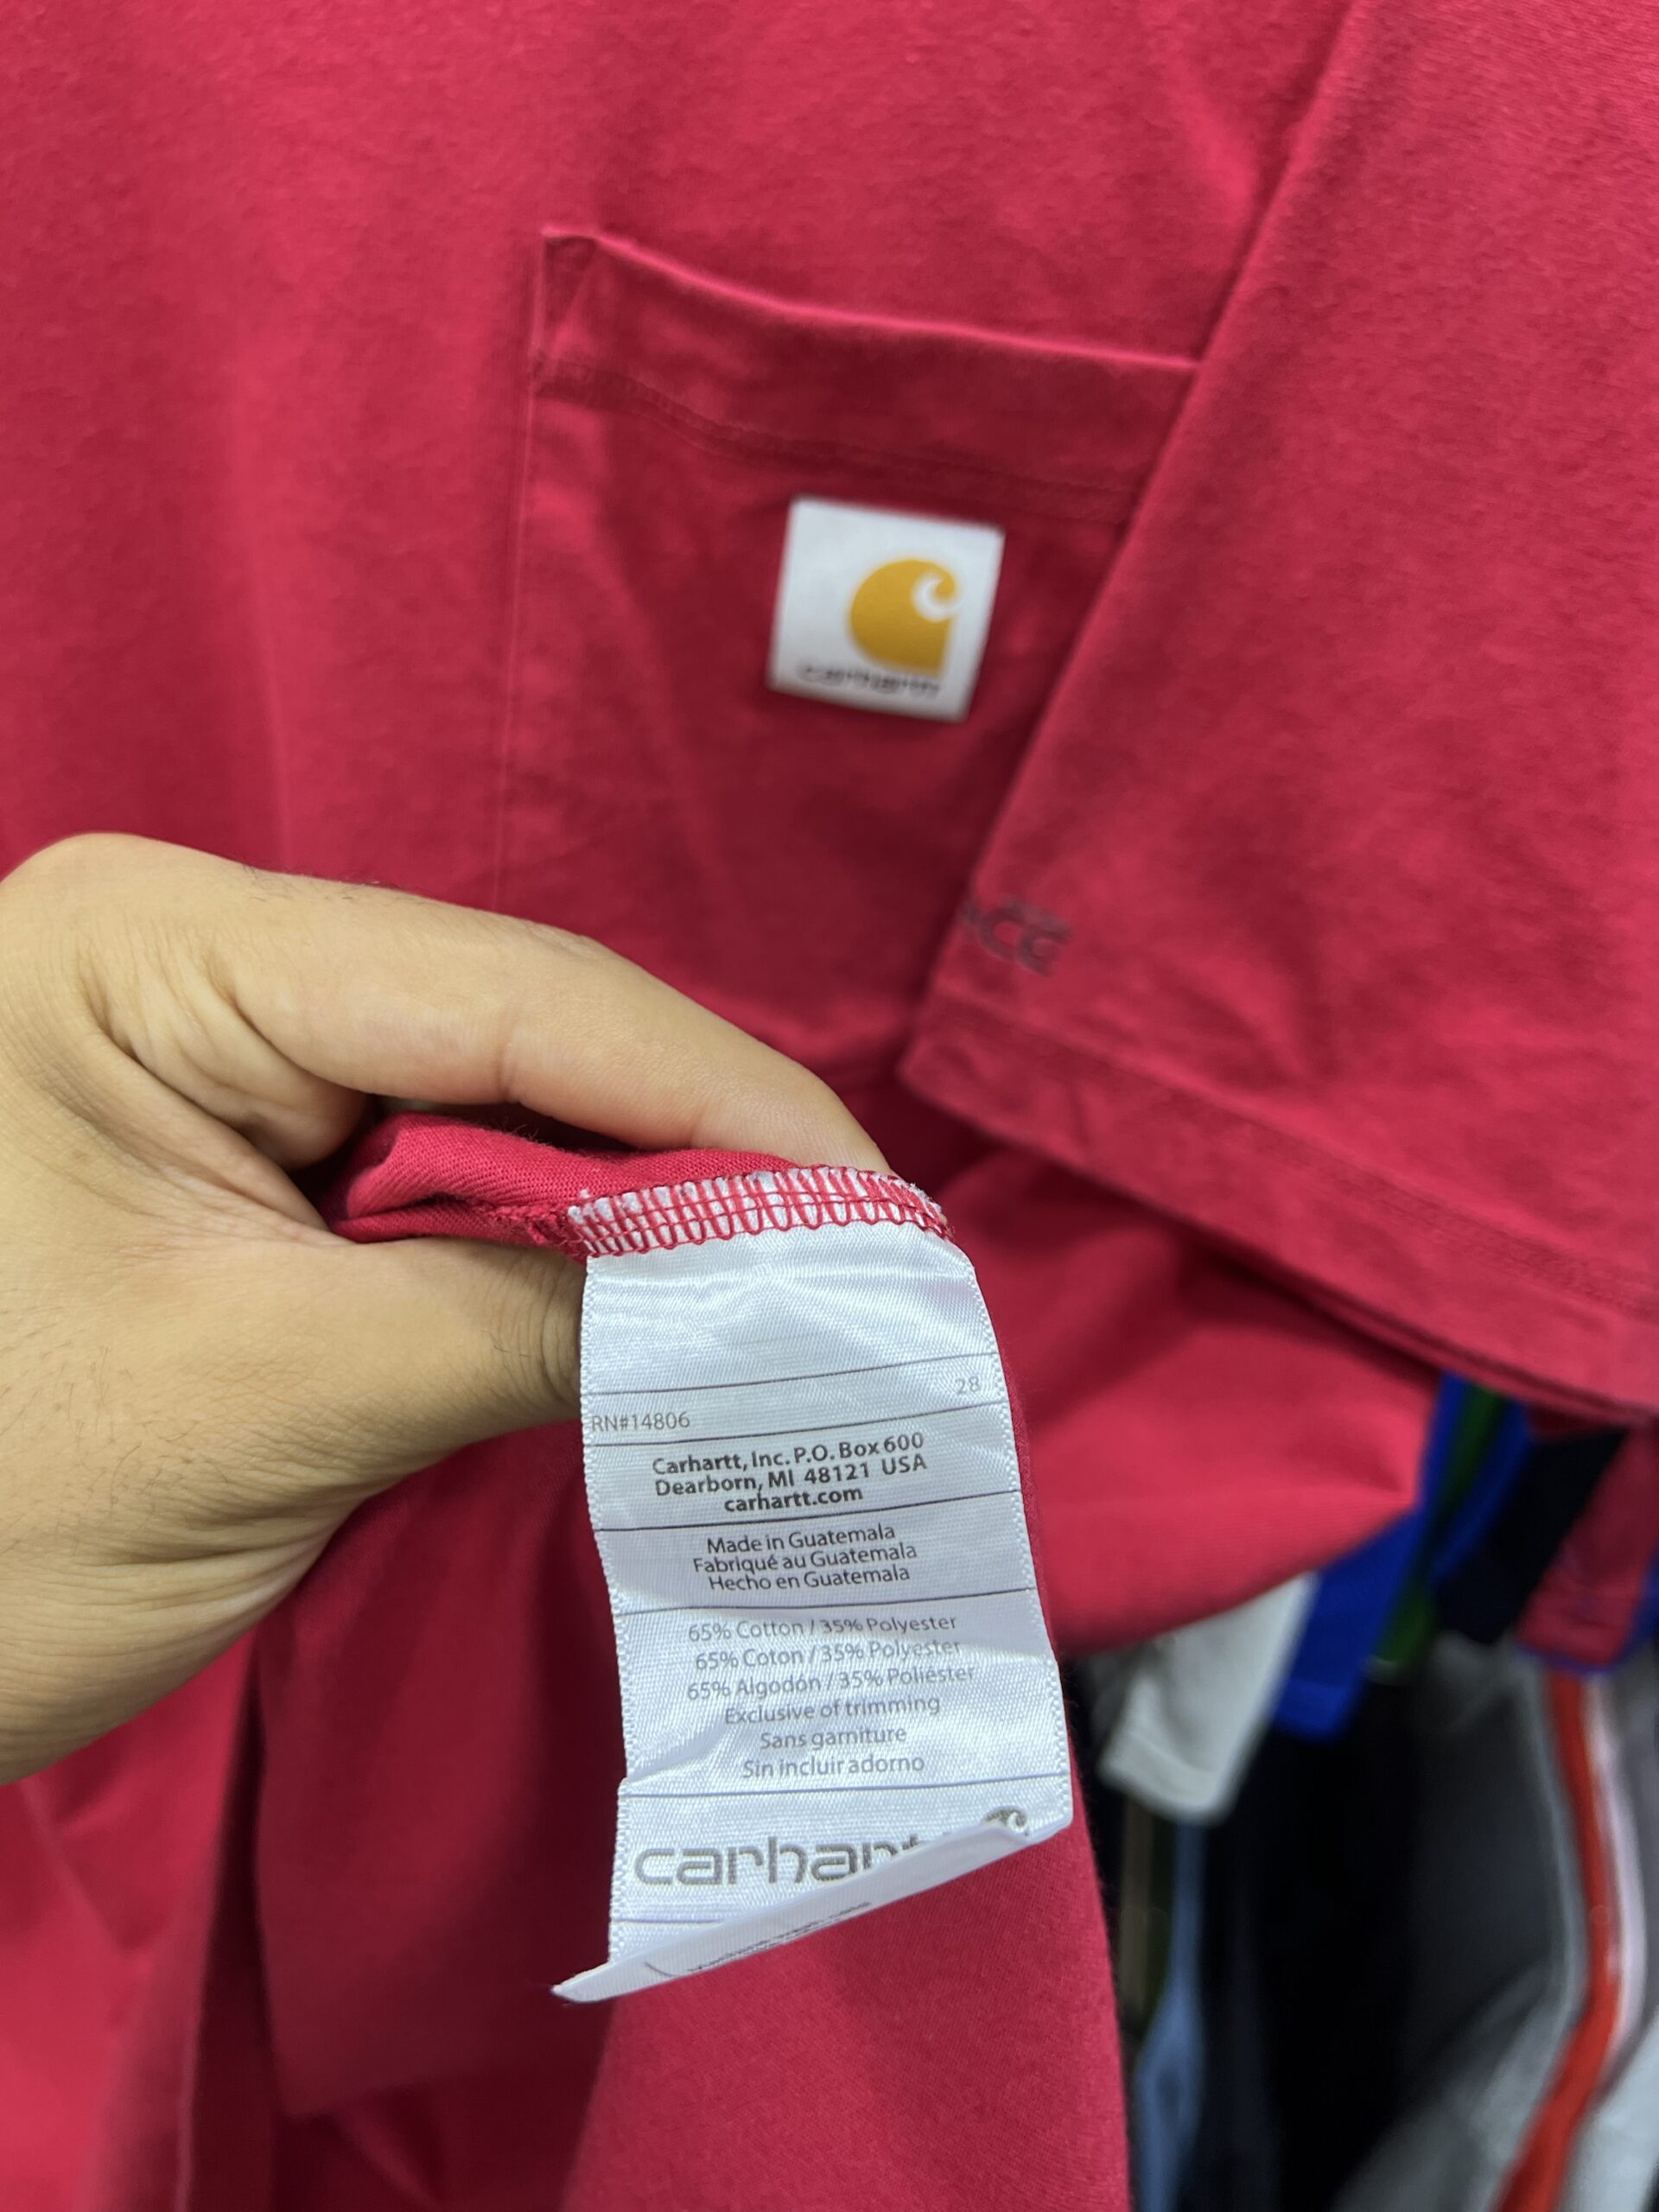 carhartt
28
RN#14806
Carhartt, Inc. P.O. Box 600
Dearborn, MI 48121 USA
carhartt.com
Made in Guatemala
Fabriqué au Guatemala
Hecho en Guatemala
65% Cotton / 35% Polyester
65% Coton / 35% Polyester
65% Algodón / 35% Poliéster
Exclusive of trimming
Sans garniture
Sin incluir adorno
carhart